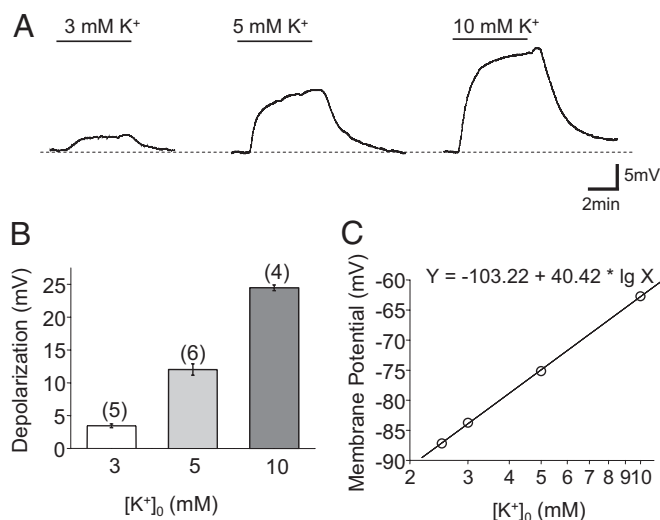 A
3 mM K⁺
5 mM K⁺
10 mM K⁺
5mV
2min
B
Depolarization (mV)
25
20
15
10
5
0
(5)
(6)
(4)
3
5
10
[K⁺]₀ (mM)
C
Y = -103.22 + 40.42 * lg X
Membrane Potential (mV)
-60
-65
-70
-75
-80
-85
-90
2
3
4
5
6
7
8
9
10
[K⁺]₀ (mM)